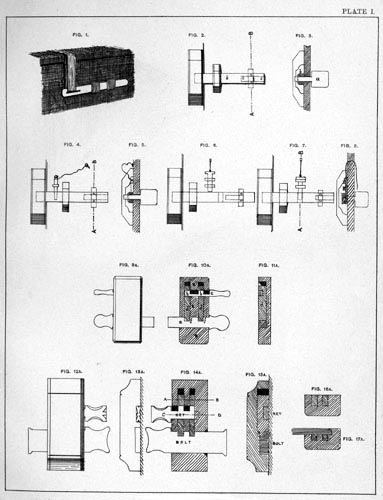 PLATE I.
FIG. 1.
FIG. 2.
FIG. 3.
FIG. 4.
FIG. 5.
FIG. 6.
FIG. 7.
FIG. 8.
FIG. 9A.
FIG. 10A.
FIG. 11A.
FIG. 12A.
FIG. 13A.
FIG. 14A.
FIG. 15A.
FIG. 16A.
A
B
C
KEY
D
BOLT
KEY
BOLT
FIG. 17A.